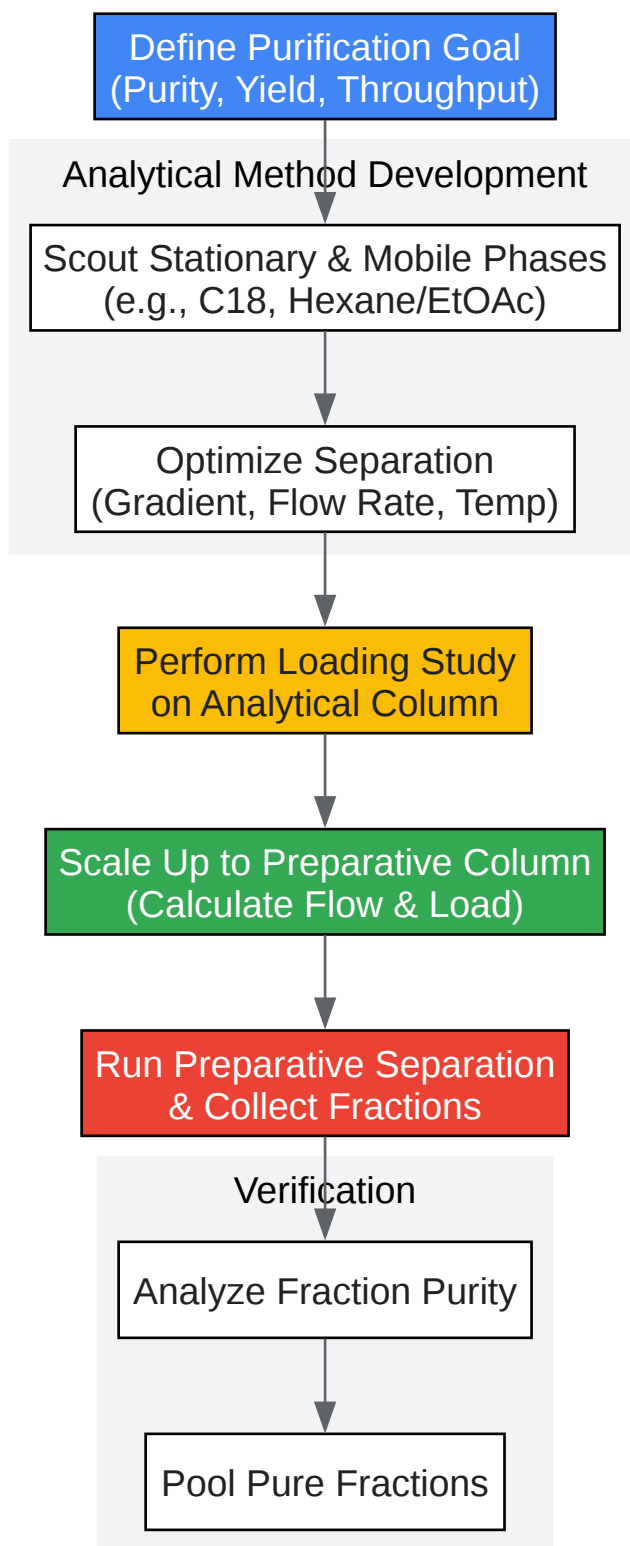 Define Purification Goal
(Purity, Yield, Throughput)
Analytical Method Development
Scout Stationary & Mobile Phases
(e.g., C18, Hexane/EtOAc)
Optimize Separation
(Gradient, Flow Rate, Temp)
Perform Loading Study
on Analytical Column
Scale Up to Preparative Column
(Calculate Flow & Load)
Run Preparative Separation
& Collect Fractions
Verification
Analyze Fraction Purity
Pool Pure Fractions